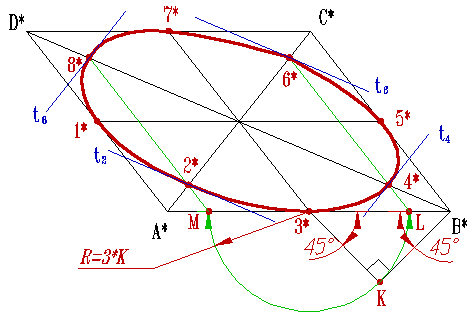 D* 7* C*
8* 6*
t₆ t₆
1* 5*
t₂ 2* 4* t₄
A* M 3* L B*
R=3*K 45° 45°
K